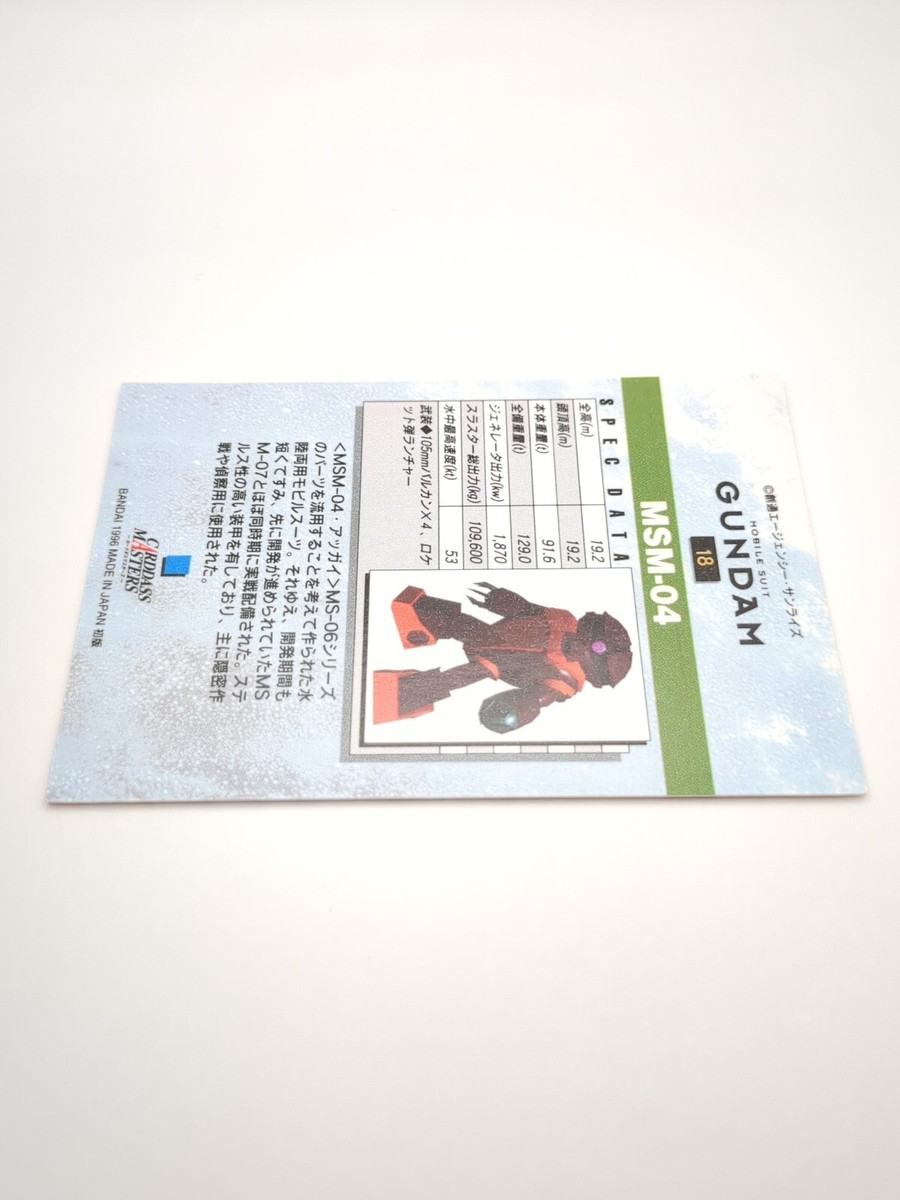 ©創通エージェンシー・サンライズ
MOBILE SUIT
GUNDAM
18
MSM-04
SPEC DATA
全高(m) 19.2
頭頂高(m) 19.2
本体重量(t) 91.6
全備重量(t) 129.0
ジェネレータ出力(kw) 1,870
スラスター総出力(kg) 109,600
水中最高速度(kt) 53
武装◆105mmバルカン×4、ロケ
ット弾ランチャー
<MSM-04・アッガイ>MS-06シリーズ
のパーツを流用することを考えて作られた水
陸両用モビルスーツ。それゆえ、開発期間も
短くてすみ、先に開発が進められていたMS
M-07とほぼ同時期に実戦配備された。ステ
ルス性の高い装甲を有しており、主に隠密作
戦や偵察用に使用された。
CARDDASS
MASTERS
BANDAI 1996 MADE IN JAPAN 初版